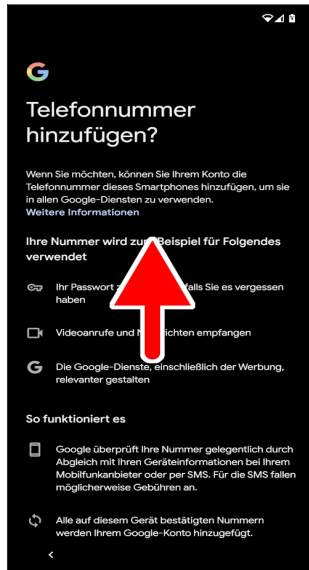 G
Telefonnummer
hinzufügen?
Wenn Sie möchten, können Sie Ihrem Konto die
Telefonnummer dieses Smartphones hinzufügen, um sie
in allen Google-Diensten zu verwenden.
Weitere Informationen
Ihre Nummer wird zum Beispiel für Folgendes
verwendet
Ihr Passwort falls Sie es vergessen
haben
Videoanrufe und Nachrichten empfangen
G Die Google-Dienste, einschließlich der Werbung,
relevanter gestalten
So funktioniert es
Google überprüft Ihre Nummer gelegentlich durch
Abgleich mit Ihren Geräteinformationen bei Ihrem
Mobilfunkanbieter oder per SMS. Für die SMS fallen
möglicherweise Gebühren an.
Alle auf diesem Gerät bestätigten Nummern
werden Ihrem Google-Konto hinzugefügt.